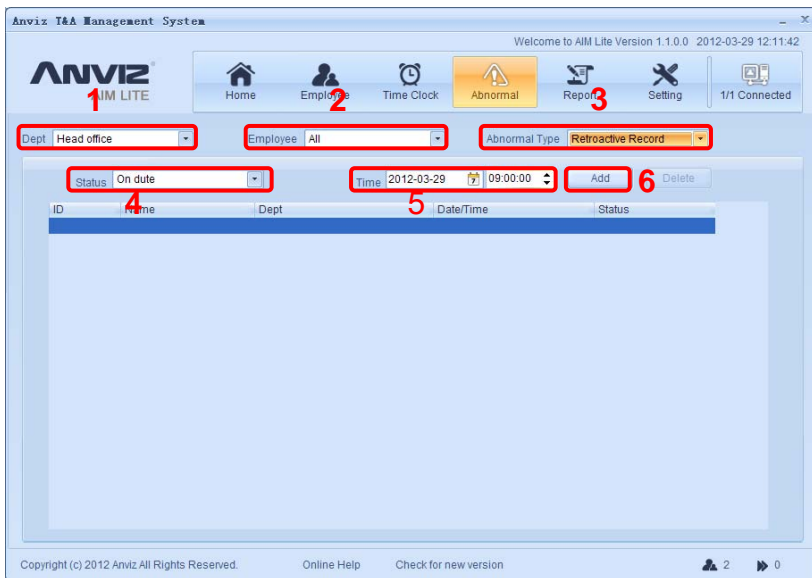 Anviz T&A Management System
Welcome to AIM Lite Version 1.1.0.0 2012-03-29 12:11:42
ANVIZ
AIM LITE
Home Employee Time Clock Abnormal Report Setting 1/1 Connected
1 2 3
Dept Head office Employee All Abnormal Type Retroactive Record
Status On dute Time 2012-03-29 09:00:00 Add 6 Delete
4 5
ID Name Dept Date/Time Status
Copyright (c) 2012 Anviz All Rights Reserved. Online Help Check for new version 2 0